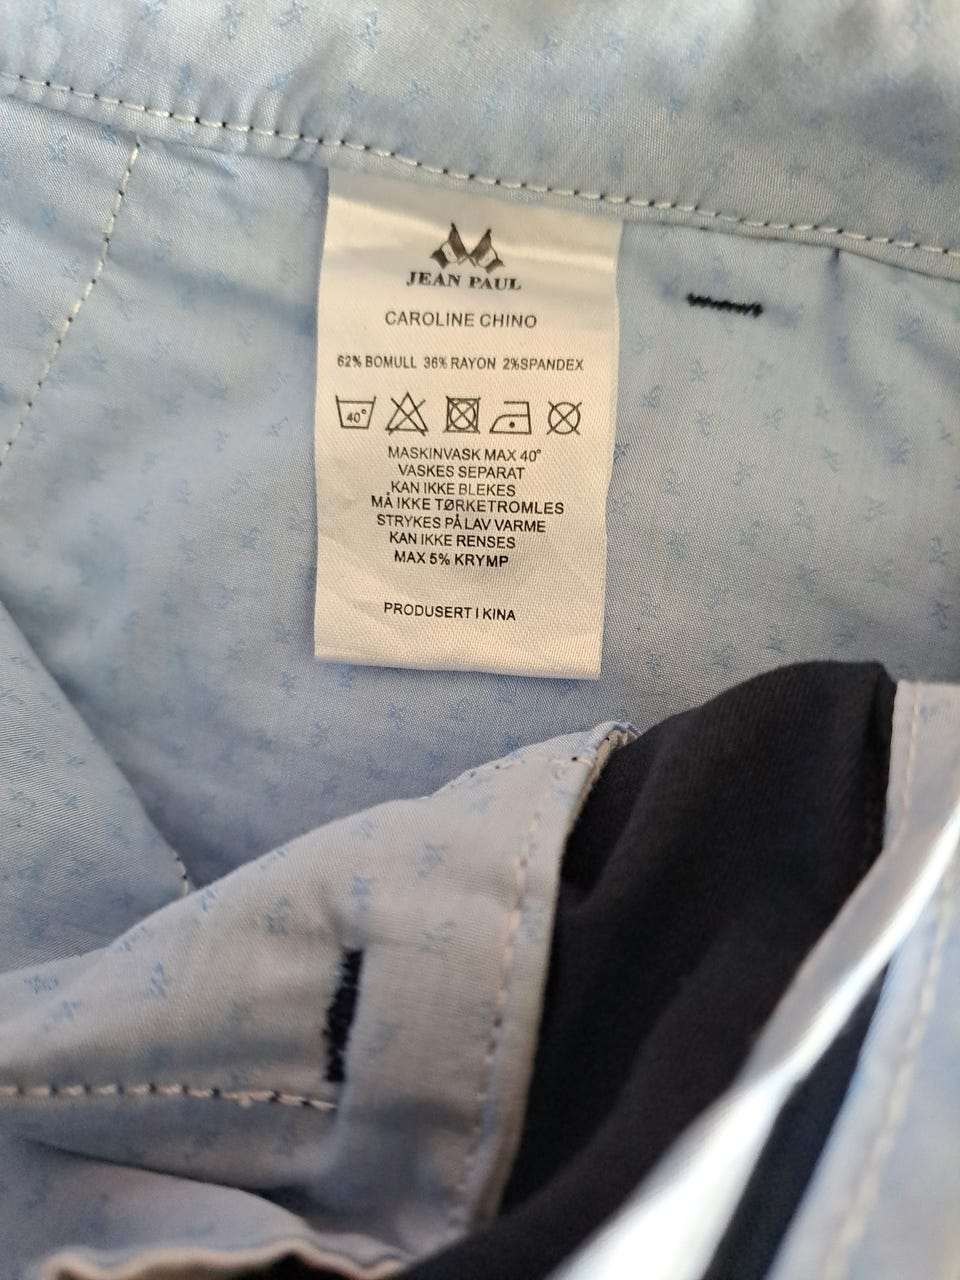 JEAN PAUL
CAROLINE CHINO
62% BOMULL 36% RAYON 2%SPANDEX
40°
MASKINVASK MAX 40°
VASKES SEPARAT
KAN IKKE BLEKES
MÅ IKKE TØRKETROMLES
STRYKES PÅ LAV VARME
KAN IKKE RENSES
MAX 5% KRYMP
PRODUSERT I KINA